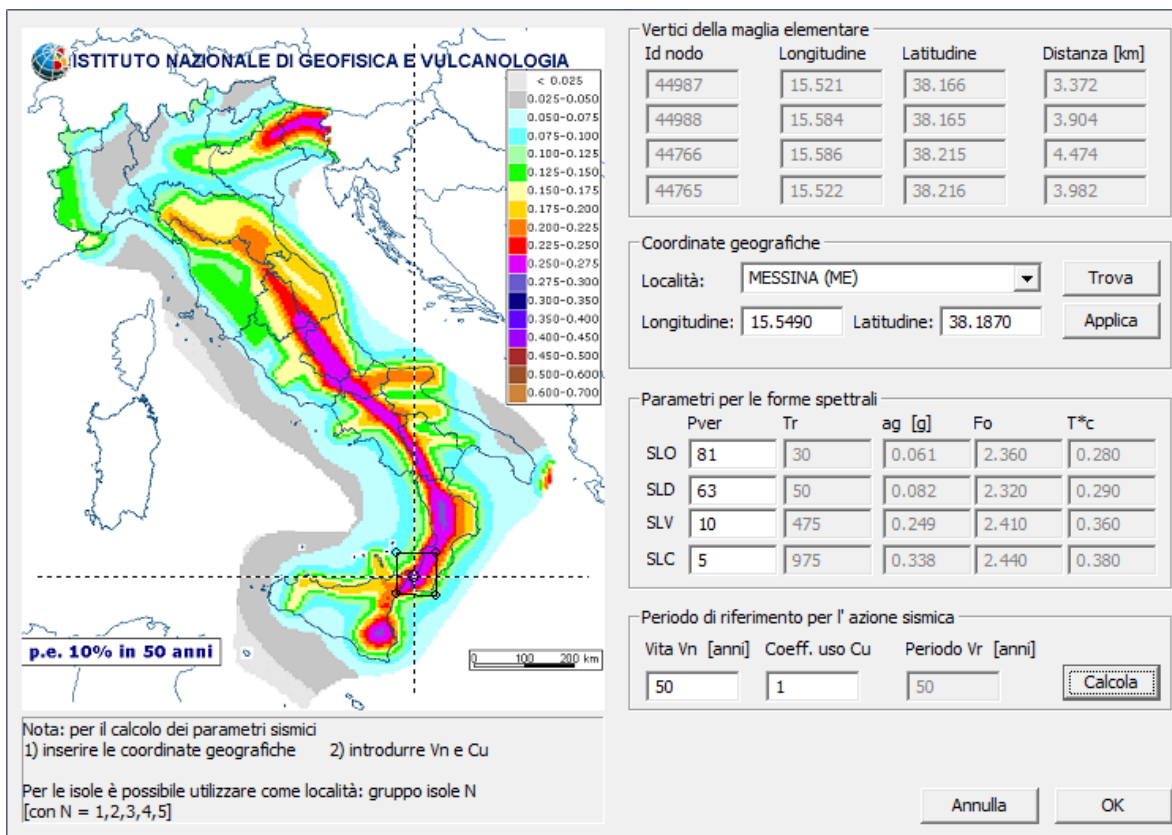 ISTITUTO NAZIONALE DI GEOFISICA E VULCANOLOGIA
< 0.025
0.025-0.050
0.050-0.075
0.075-0.100
0.100-0.125
0.125-0.150
0.150-0.175
0.175-0.200
0.200-0.225
0.225-0.250
0.250-0.275
0.275-0.300
0.300-0.350
0.350-0.400
0.400-0.450
0.450-0.500
0.500-0.600
0.600-0.700
p.e. 10% in 50 anni
0 100 200 km
Nota: per il calcolo dei parametri sismici
1) inserire le coordinate geografiche 2) introdurre Vn e Cu
Per le isole è possibile utilizzare come località: gruppo isole N
[con N = 1,2,3,4,5]
Vertici della maglia elementare
Id nodo Longitudine Latitudine Distanza [km]
44987 15.521 38.166 3.372
44988 15.584 38.165 3.904
44766 15.586 38.215 4.474
44765 15.522 38.216 3.982
Coordinate geografiche
Località: MESSINA (ME) Trova
Longitudine: 15.5490 Latitudine: 38.1870 Applica
Parametri per le forme spettrali
Pver Tr ag [g] Fo T*c
SLO 81 30 0.061 2.360 0.280
SLD 63 50 0.082 2.320 0.290
SLV 10 475 0.249 2.410 0.360
SLC 5 975 0.338 2.440 0.380
Periodo di riferimento per l' azione sismica
Vita Vn [anni] Coeff. uso Cu Periodo Vr [anni]
50 1 50 Calcola
Annulla OK